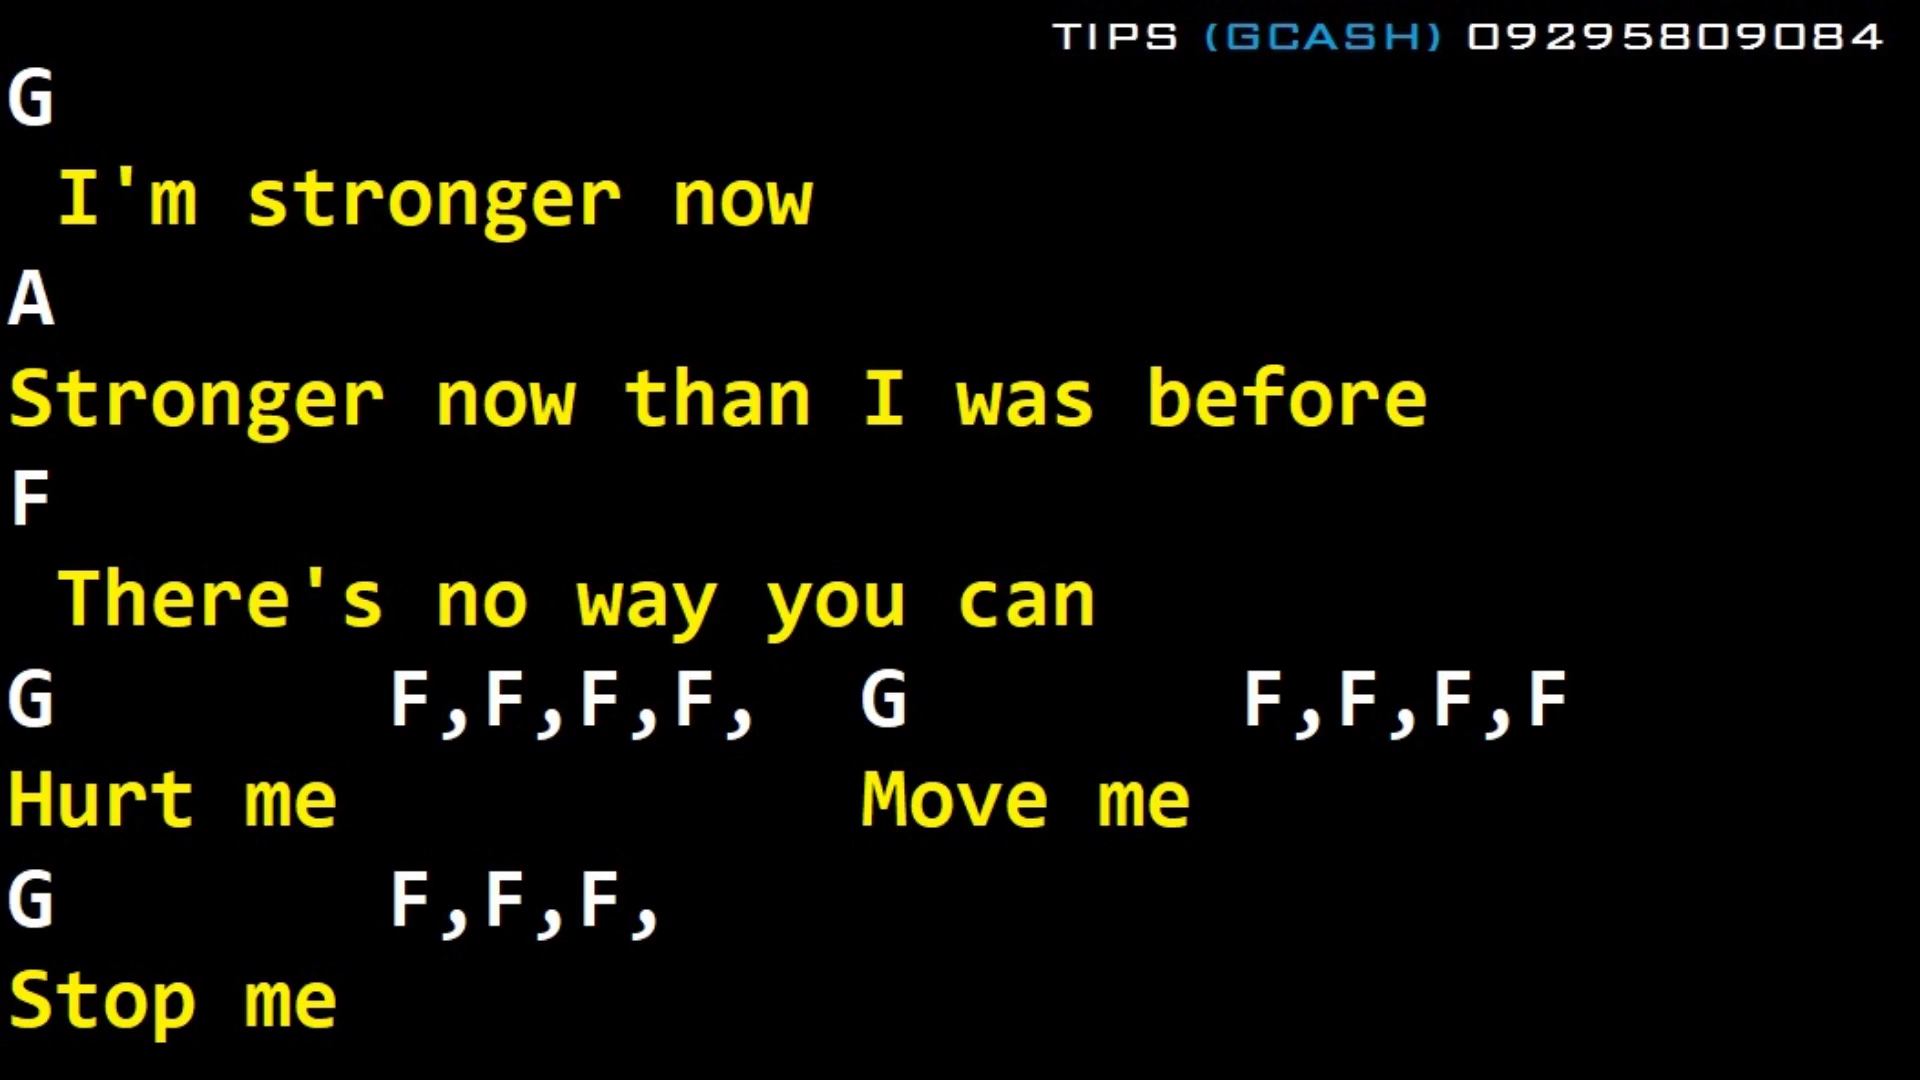 TIPS (GCASH) 09295809084
G
I'm stronger now
A
Stronger now than I was before
F
There's no way you can
G       F,F,F,F,  G       F,F,F,F
Hurt me           Move me
G       F,F,F,
Stop me